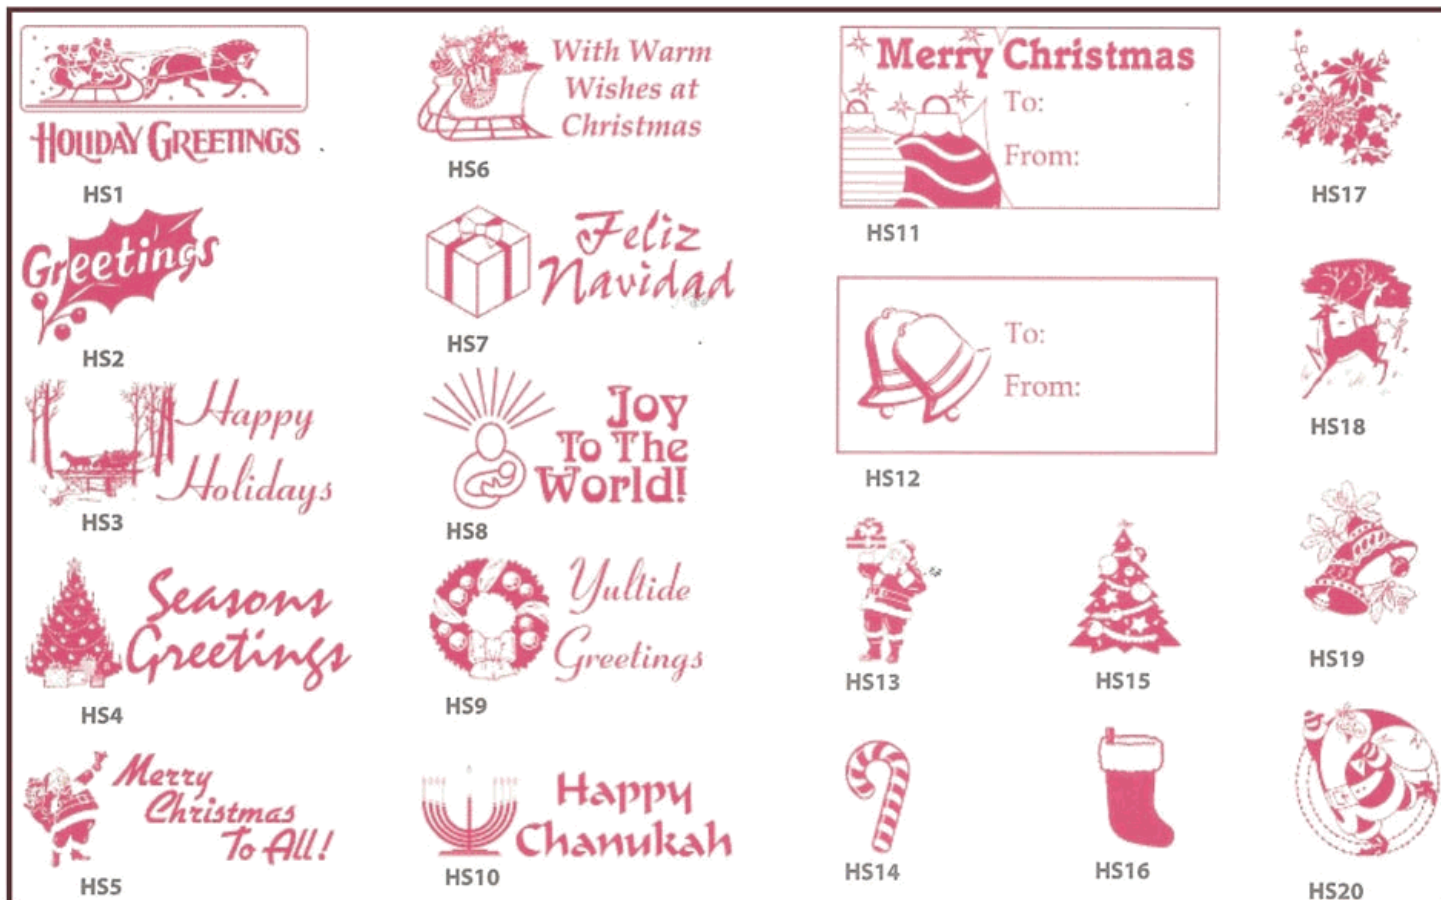 HOLIDAY GREETINGS
HS1
Greetings
HS2
Happy
Holidays
HS3
Seasons
Greetings
HS4
Merry
Christmas
To All!
HS5
With Warm
Wishes at
Christmas
HS6
Feliz
Navidad
HS7
Joy
To The
World!
HS8
Yultide
Greetings
HS9
Happy
Chanukah
HS10
Merry Christmas
To:
From:
HS11
To:
From:
HS12
HS13
HS14
HS15
HS16
HS17
HS18
HS19
HS20